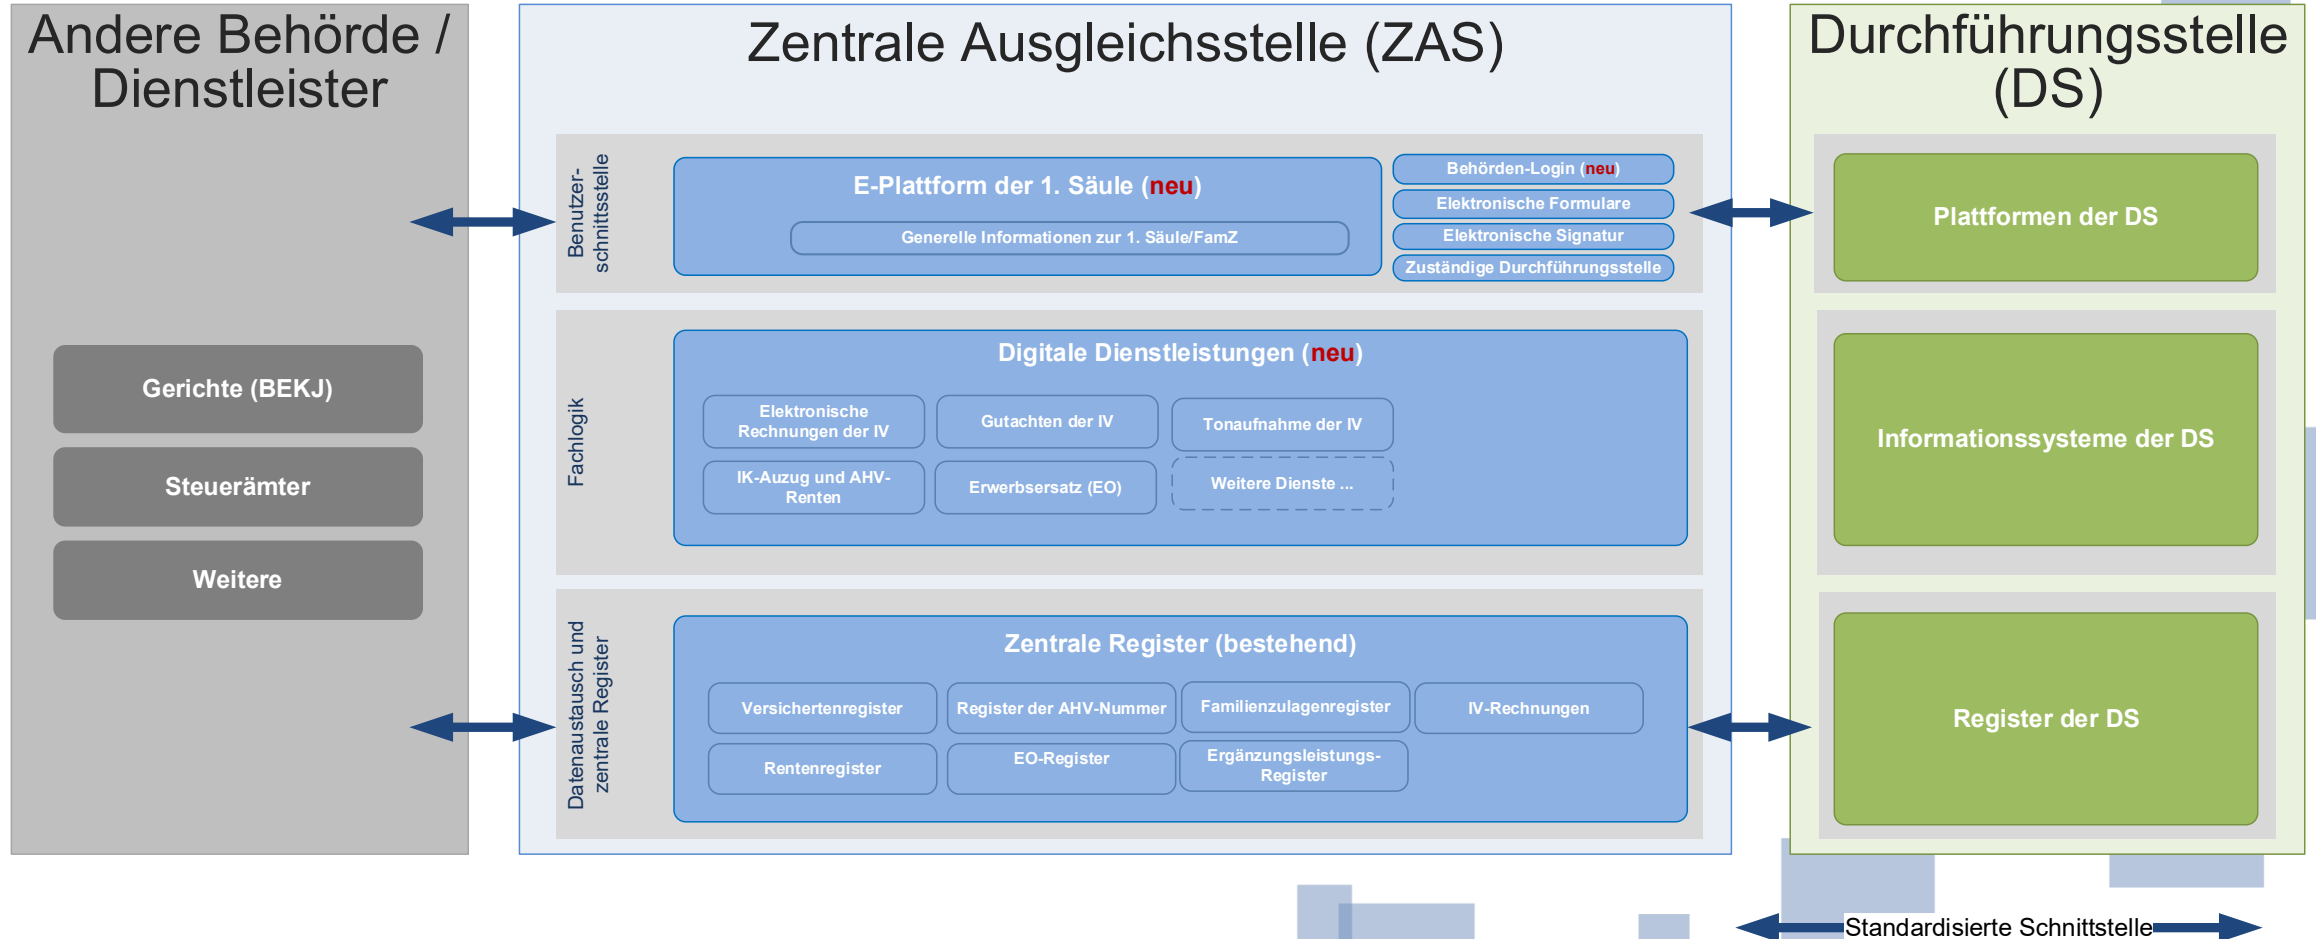 Andere Behörde /
Dienstleister
Gerichte (BEKJ)
Steuerämter
Weitere
Zentrale Ausgleichsstelle (ZAS)
Benutzer-
schnittsstelle
E-Plattform der 1. Säule (neu)
Generelle Informationen zur 1. Säule/FamZ
Behörden-Login (neu)
Elektronische Formulare
Elektronische Signatur
Zuständige Durchführungsstelle
Fachlogik
Digitale Dienstleistungen (neu)
Elektronische
Rechnungen der IV
Gutachten der IV
Tonaufnahme der IV
IK-Auzug und AHV-
Renten
Erwerbsersatz (EO)
Weitere Dienste ...
Datenaustausch und
zentrale Register
Zentrale Register (bestehend)
Versichertenregister
Register der AHV-Nummer
Familienzulagenregister
IV-Rechnungen
Rentenregister
EO-Register
Ergänzungsleistungs-
Register
Durchführungsstelle
(DS)
Plattformen der DS
Informationssysteme der DS
Register der DS
Standardisierte Schnittstelle